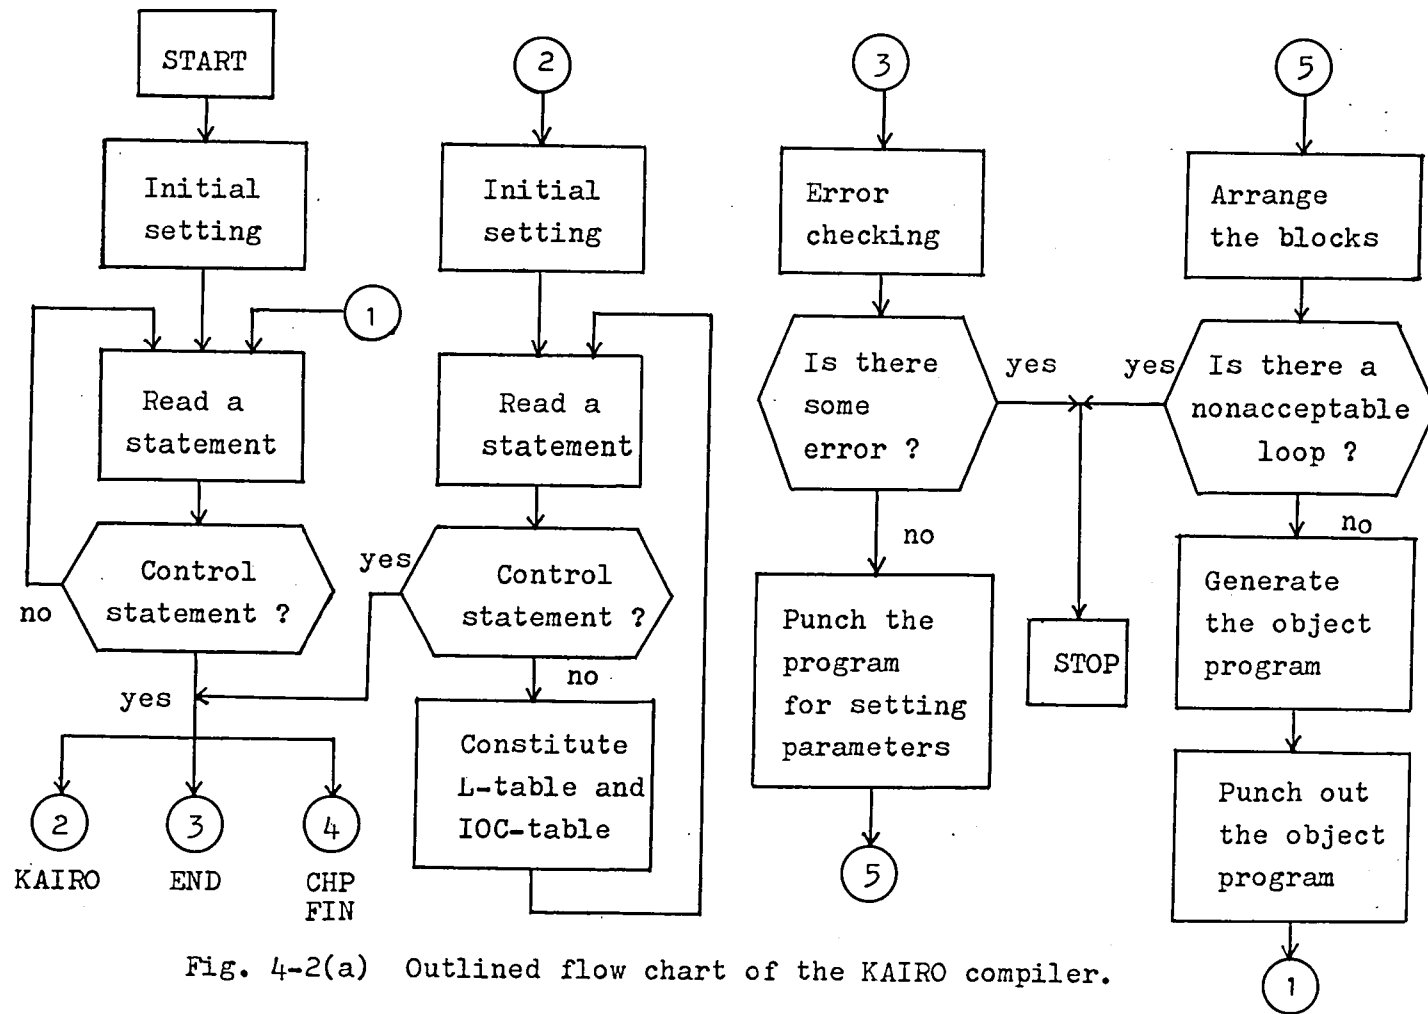 START
Initial
setting
1
Read a
statement
Control
statement ?
no
yes
2
3
4
KAIRO
END
CHP
FIN
2
Initial
setting
Read a
statement
yes
Control
statement ?
no
Constitute
L-table and
IOC-table
3
Error
checking
Is there
some
error ?
yes
no
Punch the
program
for setting
parameters
5
STOP
5
Arrange
the blocks
yes
Is there a
nonacceptable
loop ?
no
Generate
the object
program
Punch out
the object
program
1
Fig. 4-2(a) Outlined flow chart of the KAIRO compiler.